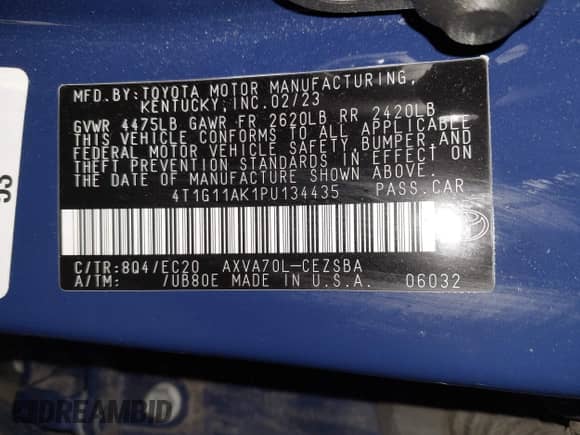 MFD.BY:TOYOTA MOTOR MANUFACTURING,
KENTUCKY,INC.02/23
GVWR 4475LB GAWR FR 2620LB RR 2420LB
THIS VEHICLE CONFORMS TO ALL APPLICABLE
FEDERAL MOTOR VEHICLE SAFETY,BUMPER,AND
THEFT PREVENTION STANDARDS IN EFFECT ON
THE DATE OF MANUFACTURE SHOWN ABOVE.
4T1G11AK1PU134435 PASS.CAR
C/TR:8Q4/EC20 AXVA70L-CEZSBA
A/TM: /UB80E MADE IN U.S.A. 06032
DREAMBID